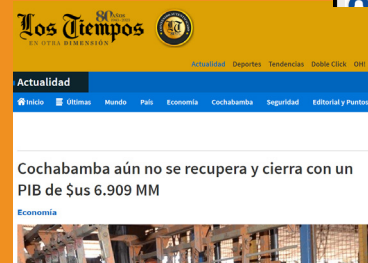 Los Tiempos
80 Años
EN OTRA DIMENSIÓN
Actualidad Deportes Tendencias Doble Click OH!
Actualidad
Inicio Últimas Mundo País Economía Cochabamba Seguridad Editorial y Puntos
Cochabamba aún no se recupera y cierra con un
PIB de $us 6.909 MM
Economía